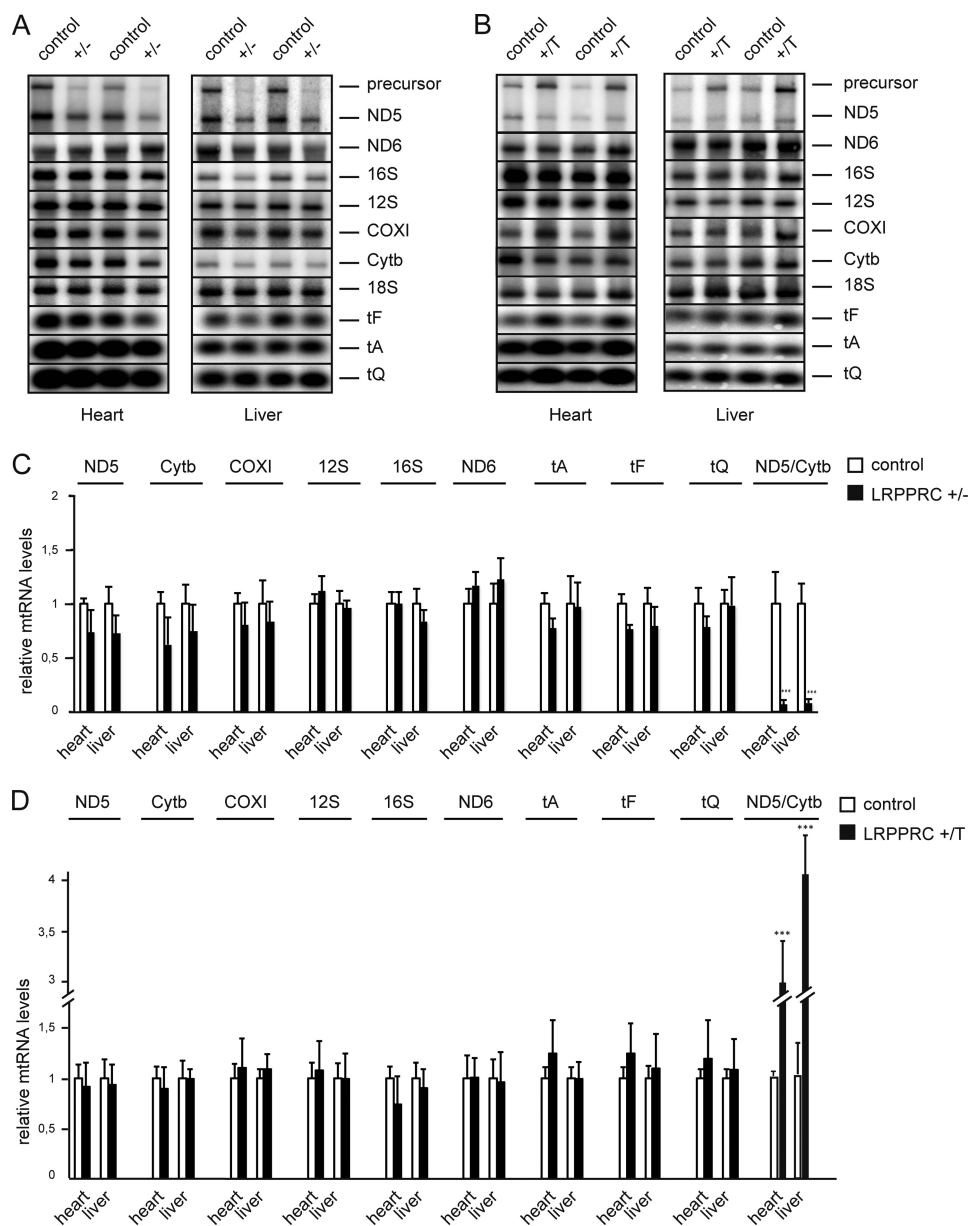 A
control +/- control +/-
control +/- control +/-
precursor
ND5
ND6
16S
12S
COXI
Cytb
18S
tF
tA
tQ
Heart
Liver
B
control +/T control +/T
control +/T control +/T
precursor
ND5
ND6
16S
12S
COXI
Cytb
18S
tF
tA
tQ
Heart
Liver
C
ND5 Cytb COXI 12S 16S ND6 tA tF tQ ND5/Cytb
control
LRPPRC +/-
relative mtRNA levels
2
1,5
1
0,5
0
*** ***
heart liver heart liver heart liver heart liver heart liver heart liver heart liver heart liver heart liver heart liver
D
ND5 Cytb COXI 12S 16S ND6 tA tF tQ ND5/Cytb
control
LRPPRC +/T
relative mtRNA levels
4
3,5
3
1,5
1
0,5
0
*** ***
heart liver heart liver heart liver heart liver heart liver heart liver heart liver heart liver heart liver heart liver